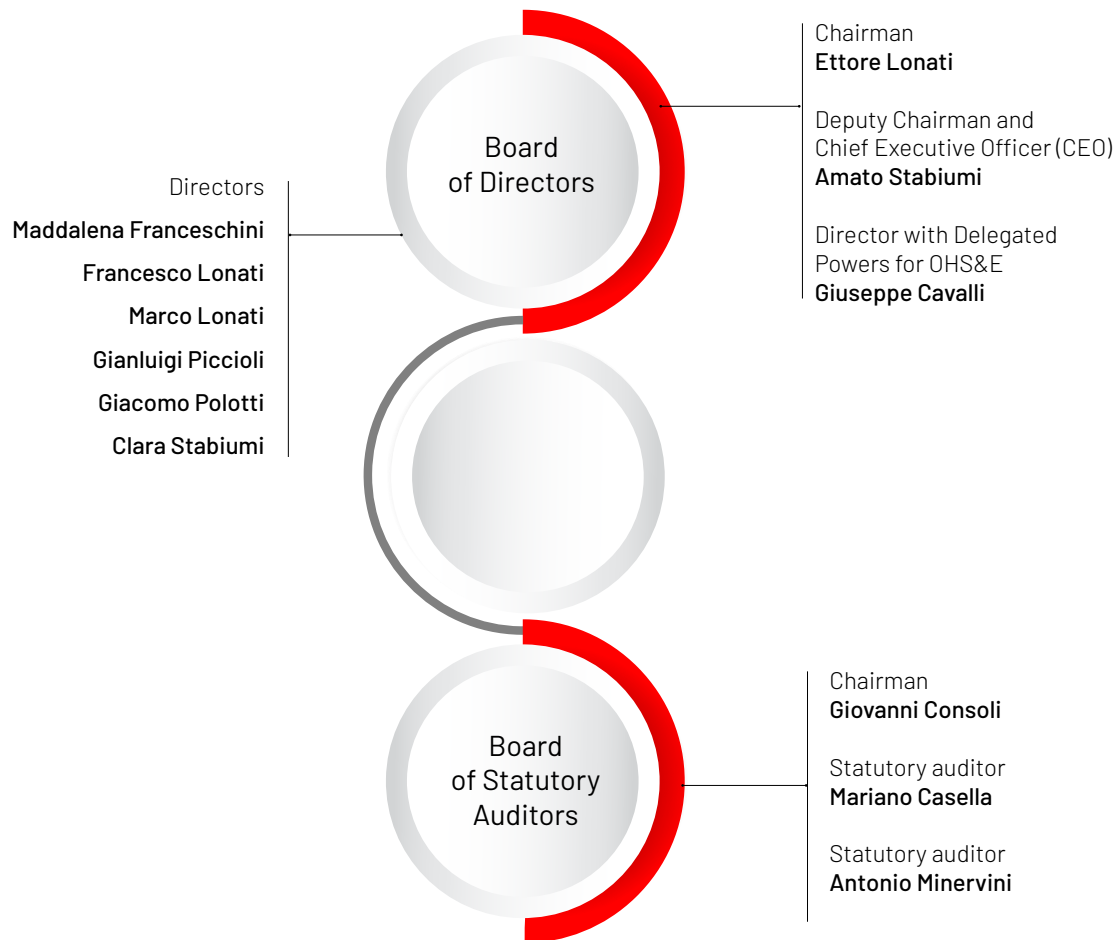 Chairman
Ettore Lonati
Deputy Chairman and
Chief Executive Officer (CEO)
Amato Stabiumi
Director with Delegated
Powers for OHS&E
Giuseppe Cavalli
Board
of Directors
Directors
Maddalena Franceschini
Francesco Lonati
Marco Lonati
Gianluigi Piccioli
Giacomo Polotti
Clara Stabiumi
Board
of Statutory
Auditors
Chairman
Giovanni Consoli
Statutory auditor
Mariano Casella
Statutory auditor
Antonio Minervini